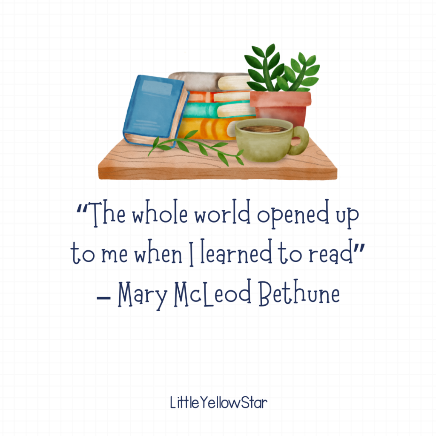 “The whole world opened up
to me when I learned to read”
– Mary McLeod Bethune
LittleYellowStar